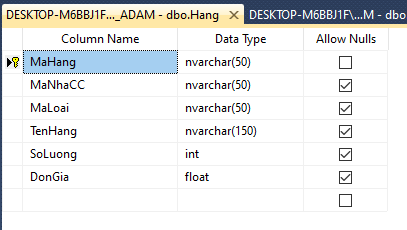 DESKTOP-M6BBJ1F..._ADAM - dbo.Hang DESKTOP-M6BBJ1F\...M - dbo
Column Name Data Type Allow Nulls
MaHang nvarchar(50)
MaNhaCC nvarchar(50)
MaLoai nvarchar(50)
TenHang nvarchar(150)
SoLuong int
DonGia float